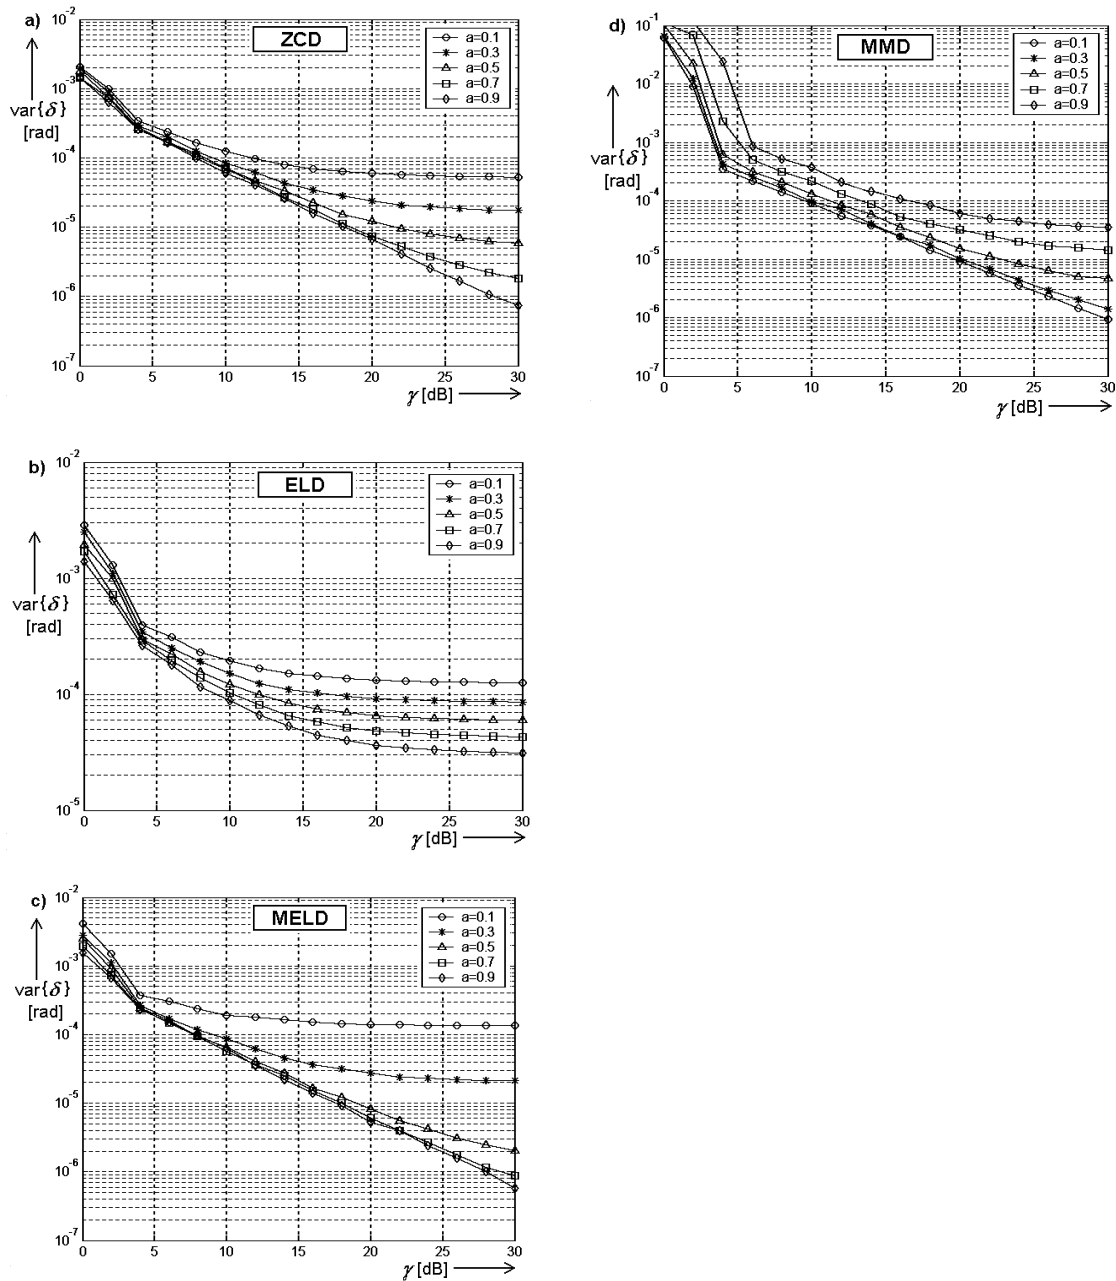 a)
ZCD
a=0.1
a=0.3
a=0.5
a=0.7
a=0.9
var{δ}
[rad]
10^-2
10^-3
10^-4
10^-5
10^-6
10^-7
0 5 10 15 20 25 30
γ [dB]
d)
MMD
a=0.1
a=0.3
a=0.5
a=0.7
a=0.9
var{δ}
[rad]
10^-1
10^-2
10^-3
10^-4
10^-5
10^-6
10^-7
0 5 10 15 20 25 30
γ [dB]
b)
ELD
a=0.1
a=0.3
a=0.5
a=0.7
a=0.9
var{δ}
[rad]
10^-2
10^-3
10^-4
10^-5
0 5 10 15 20 25 30
γ [dB]
c)
MELD
a=0.1
a=0.3
a=0.5
a=0.7
a=0.9
var{δ}
[rad]
10^-2
10^-3
10^-4
10^-5
10^-6
10^-7
0 5 10 15 20 25 30
γ [dB]